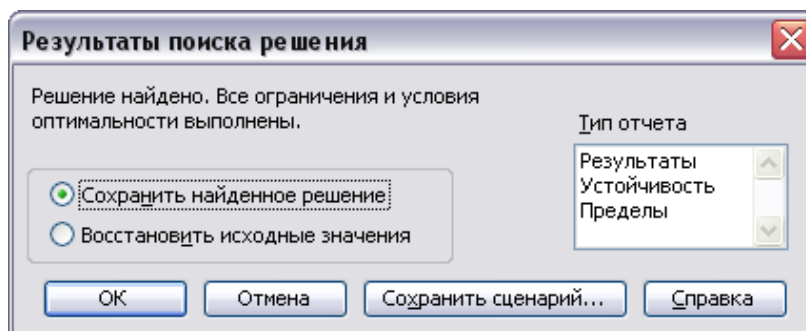 Результаты поиска решения
Решение найдено. Все ограничения и условия
оптимальности выполнены.
Тип отчета
Результаты
Устойчивость
Пределы
Сохранить найденное решение
Восстановить исходные значения
ОК
Отмена
Сохранить сценарий...
Справка